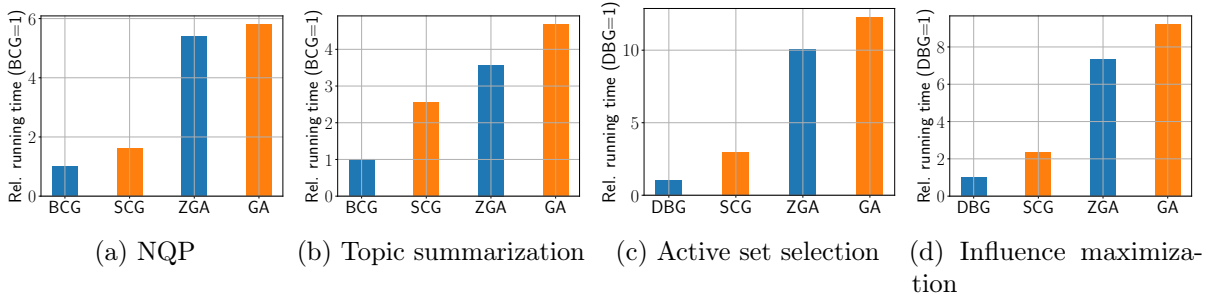 Rel. running time (BCG=1)
6
4
2
0
BCG SCG ZGA GA
(a) NQP
Rel. running time (BCG=1)
4
3
2
1
0
BCG SCG ZGA GA
(b) Topic summarization
Rel. running time (DBG=1)
10
5
0
DBG SCG ZGA GA
(c) Active set selection
Rel. running time (DBG=1)
8
6
4
2
0
DBG SCG ZGA GA
(d) Influence maximiza-
tion